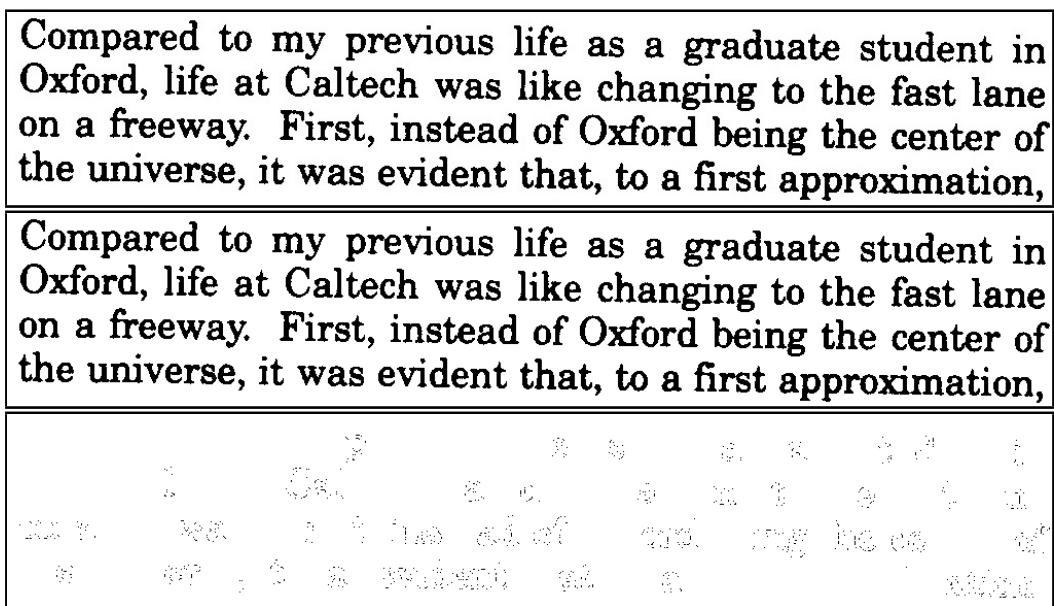 Compared to my previous life as a graduate student in
Oxford, life at Caltech was like changing to the fast lane
on a freeway. First, instead of Oxford being the center of
the universe, it was evident that, to a first approximation,
Compared to my previous life as a graduate student in
Oxford, life at Caltech was like changing to the fast lane
on a freeway. First, instead of Oxford being the center of
the universe, it was evident that, to a first approximation,